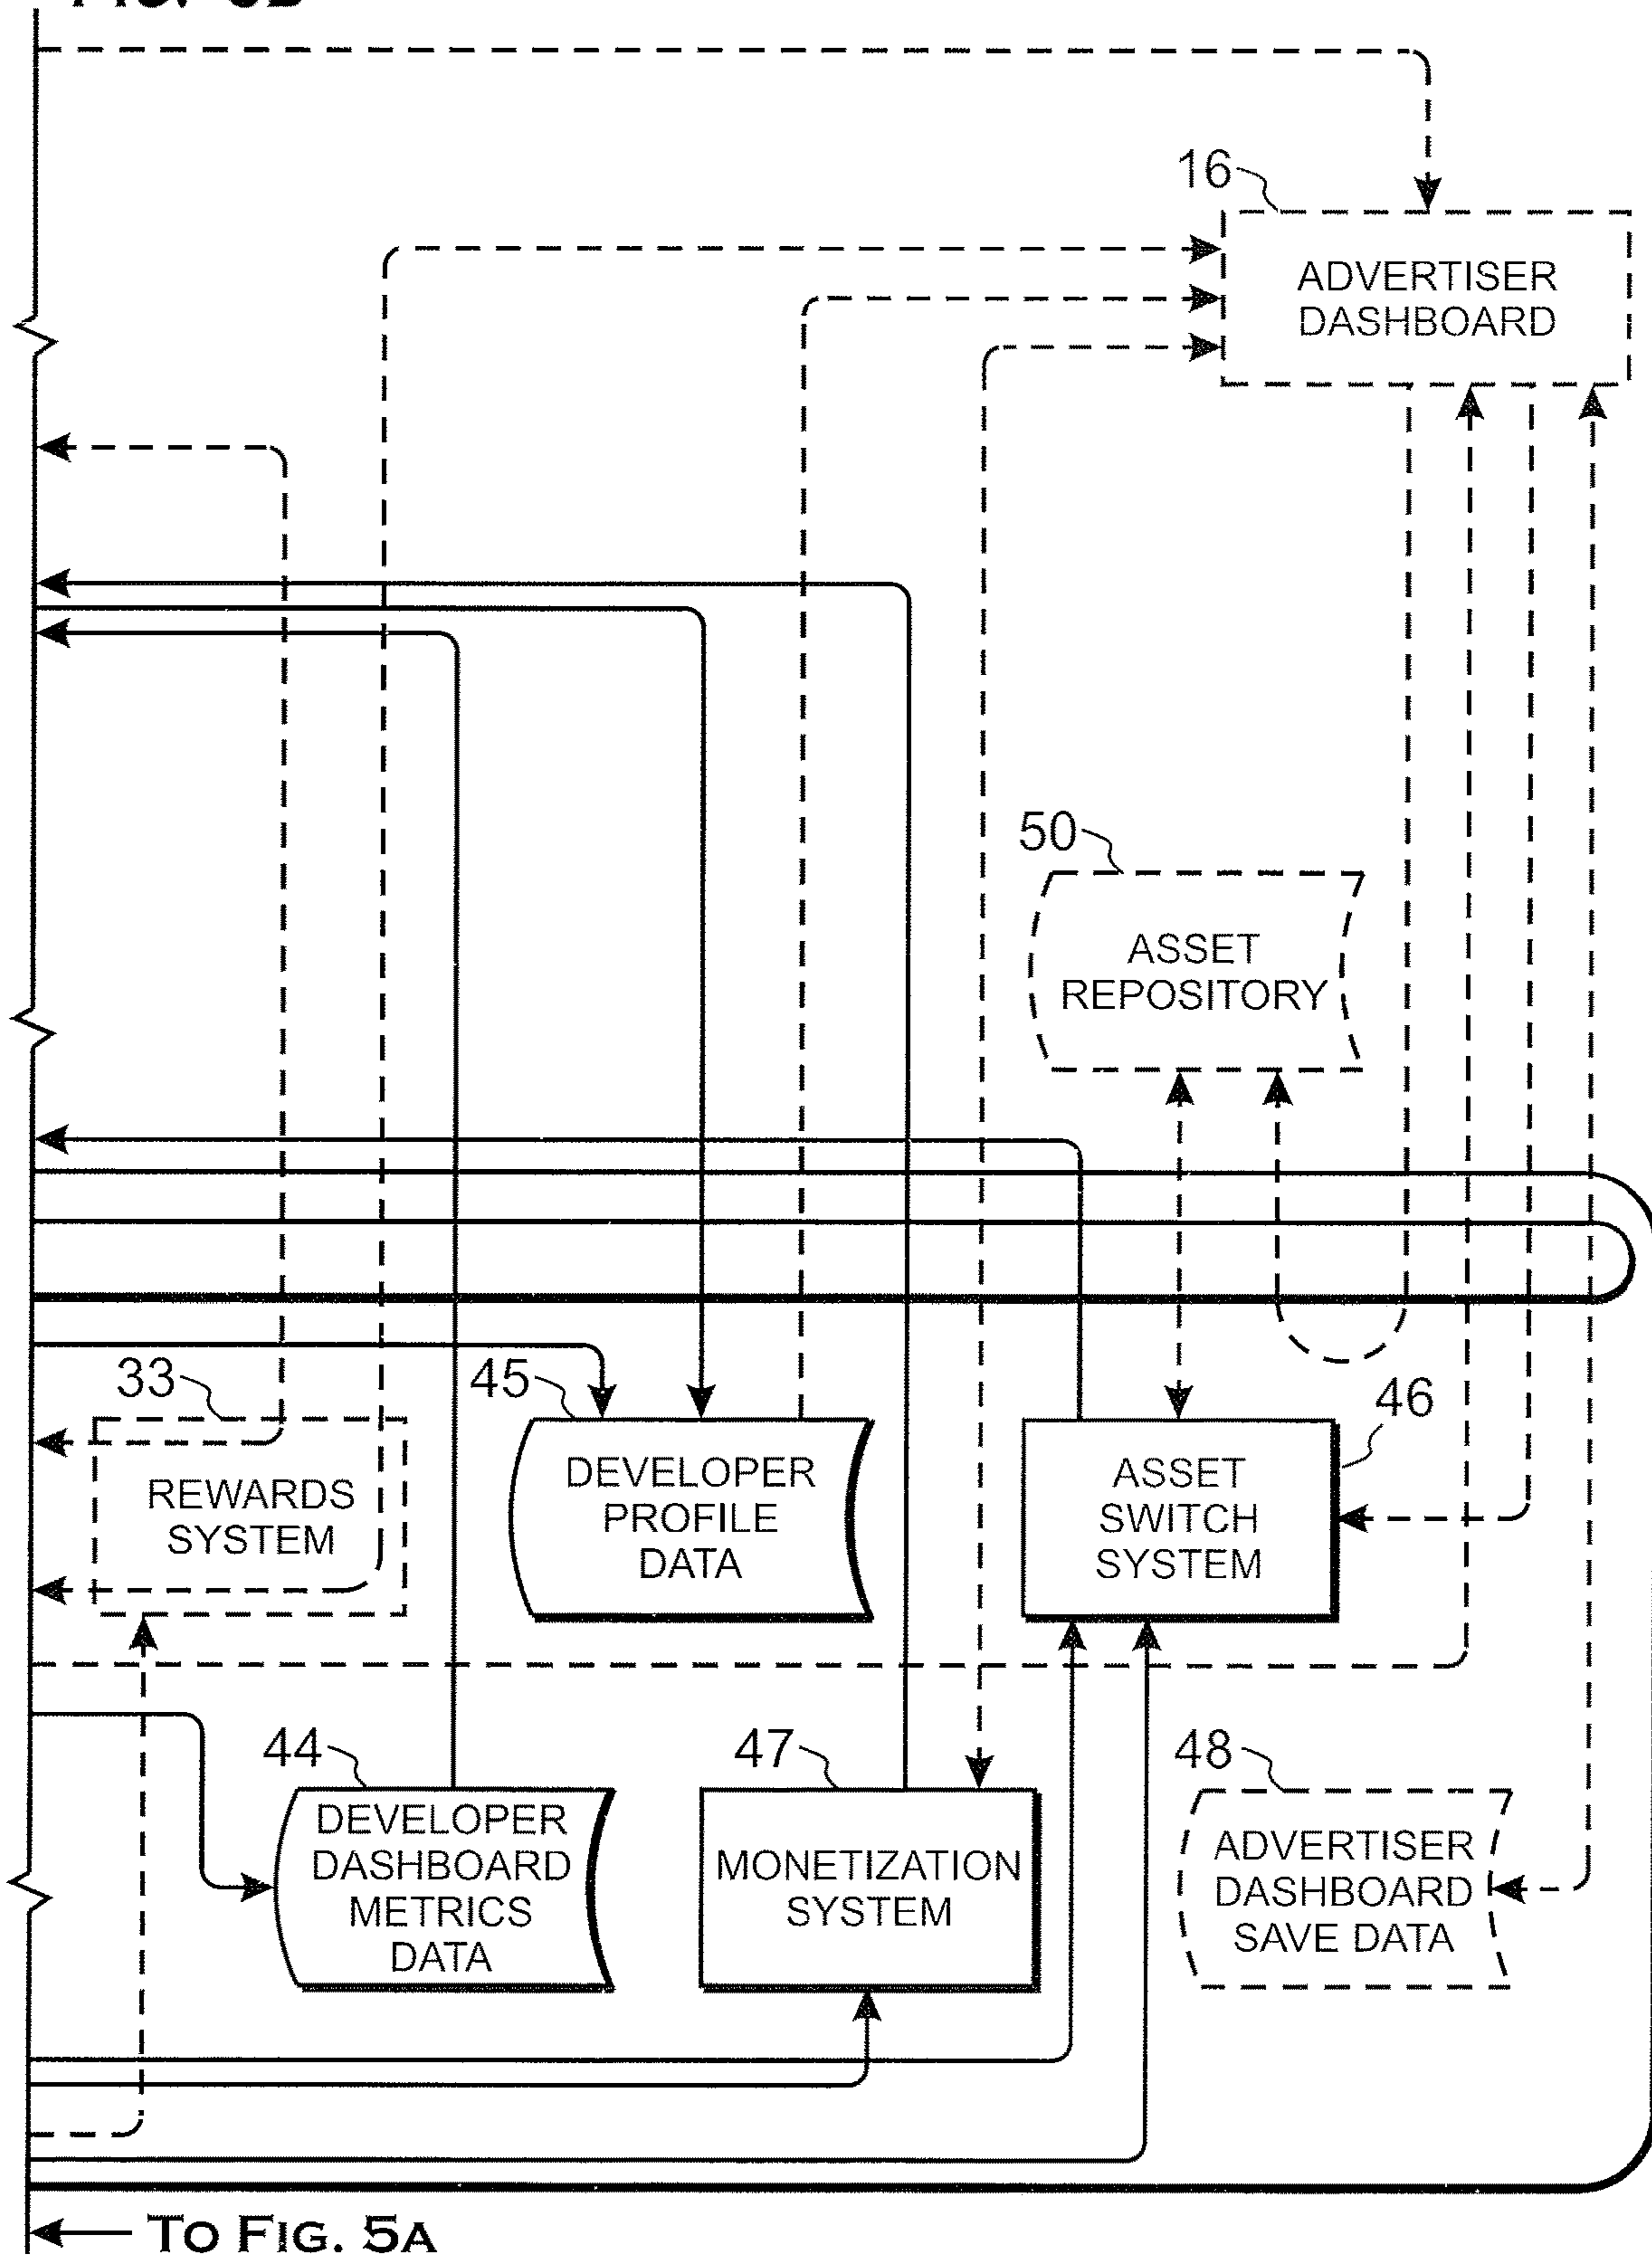 16
ADVERTISER
DASHBOARD
50
ASSET
REPOSITORY
33
REWARDS
SYSTEM
45
DEVELOPER
PROFILE
DATA
46
ASSET
SWITCH
SYSTEM
44
DEVELOPER
DASHBOARD
METRICS
DATA
47
MONETIZATION
SYSTEM
48
ADVERTISER
DASHBOARD
SAVE DATA
TO FIG. 5A